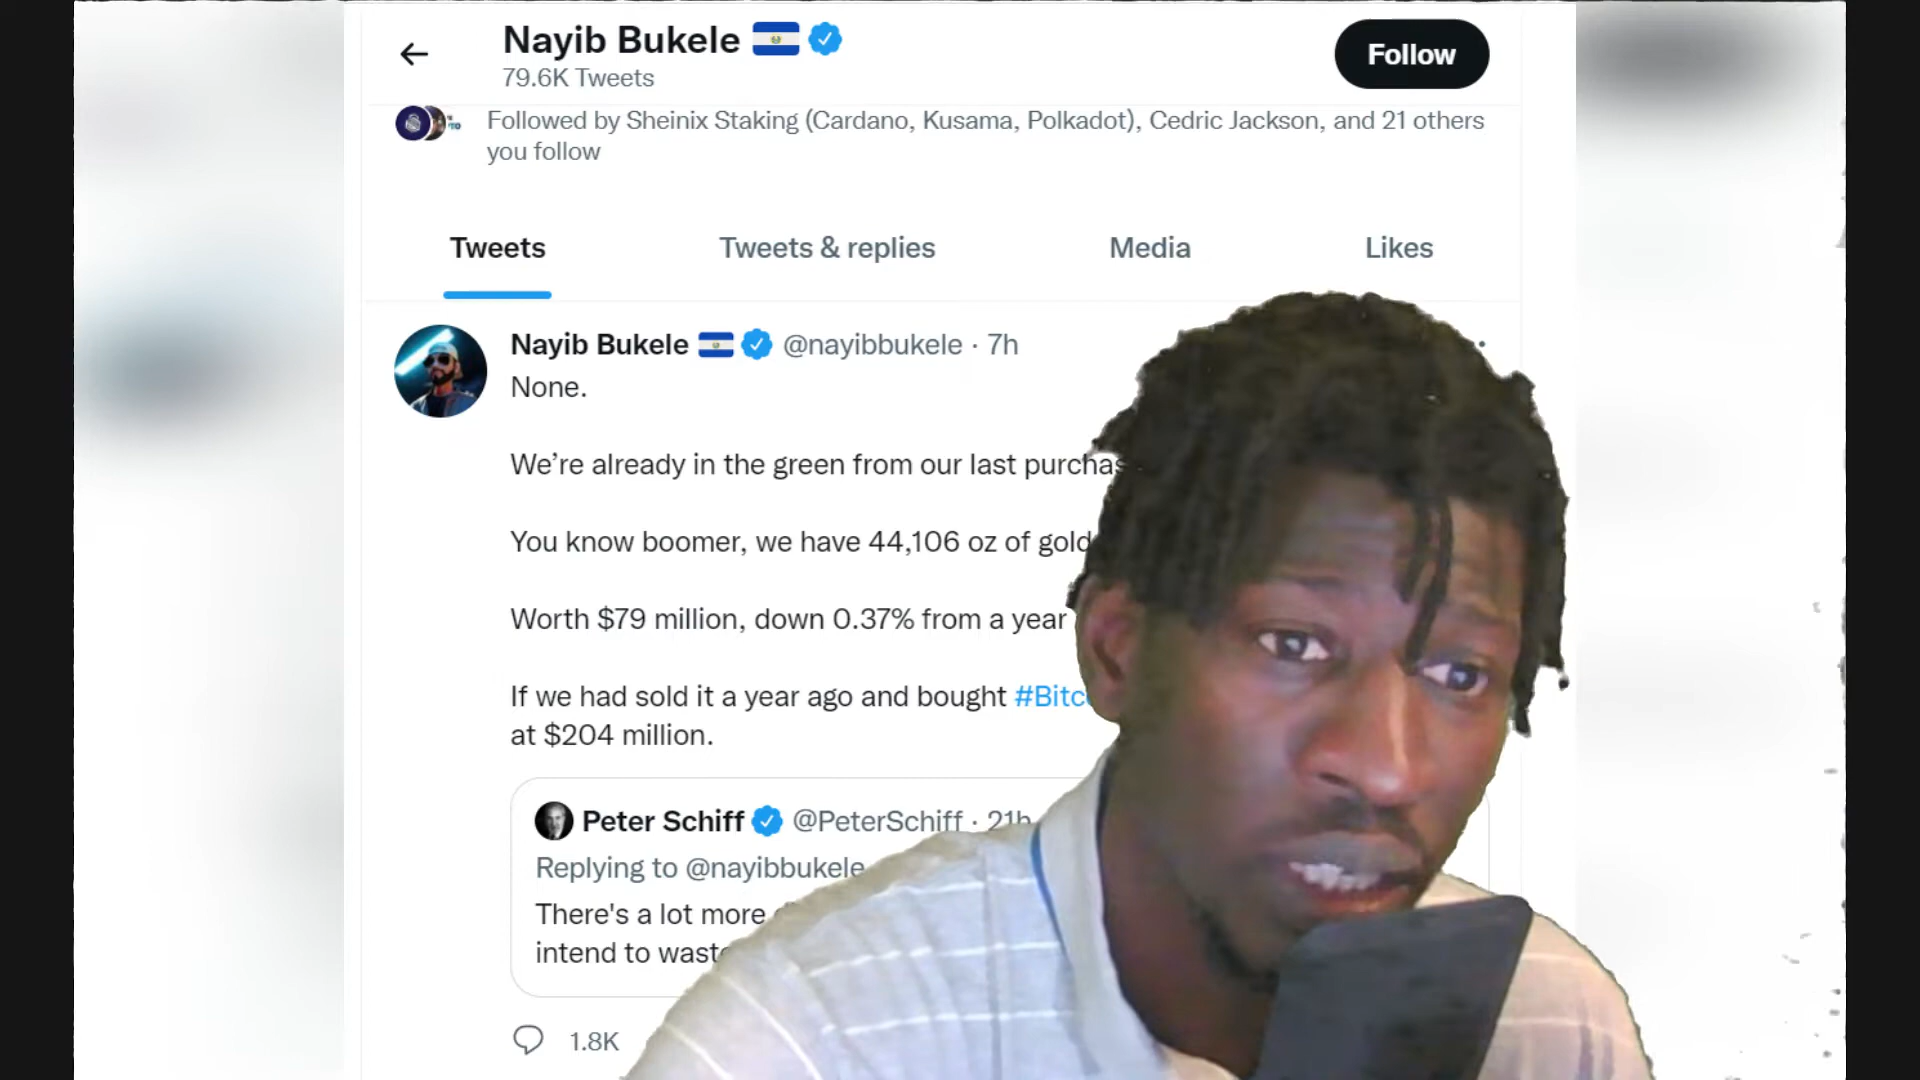 Nayib Bukele
79.6K Tweets
Follow
Followed by Sheinix Staking (Cardano, Kusama, Polkadot), Cedric Jackson, and 21 others
you follow
Tweets Tweets & replies Media Likes
Nayib Bukele @nayibbukele · 7h
None.
We’re already in the green from our last
You know boomer, we have 44,106 oz of gold
Worth $79 million, down 0.37% from a year
If we had sold it a year ago and bought
at $204 million.
Peter Schiff @PeterSchiff · 21h
Replying to @nayibbukele
There's a lot more
intend to
1.8K